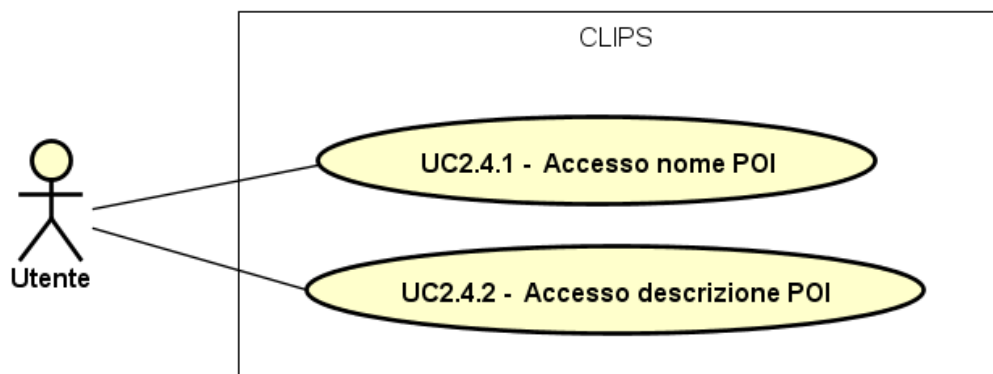 CLIPS
UC2.4.1 - Accesso nome POI
Utente
UC2.4.2 - Accesso descrizione POI